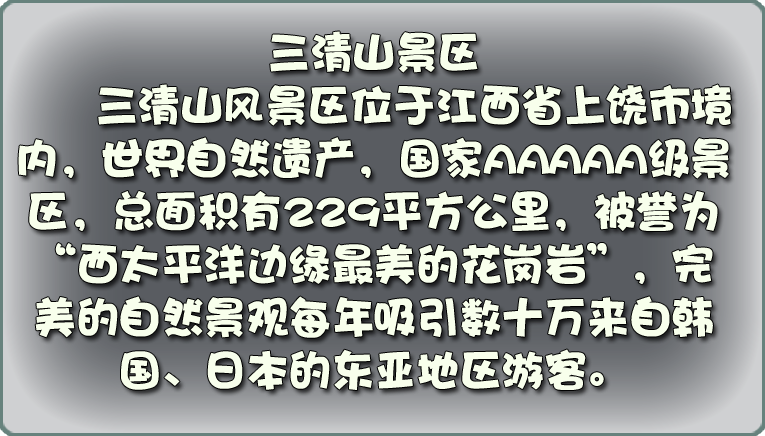 三清山景区
三清山风景区位于江西省上饶市境
内，世界自然遗产，国家AAAAA级景
区，总面积有229平方公里，被誉为
“西太平洋边缘最美的花岗岩”，完
美的自然景观每年吸引数十万来自韩
国、日本的东亚地区游客。